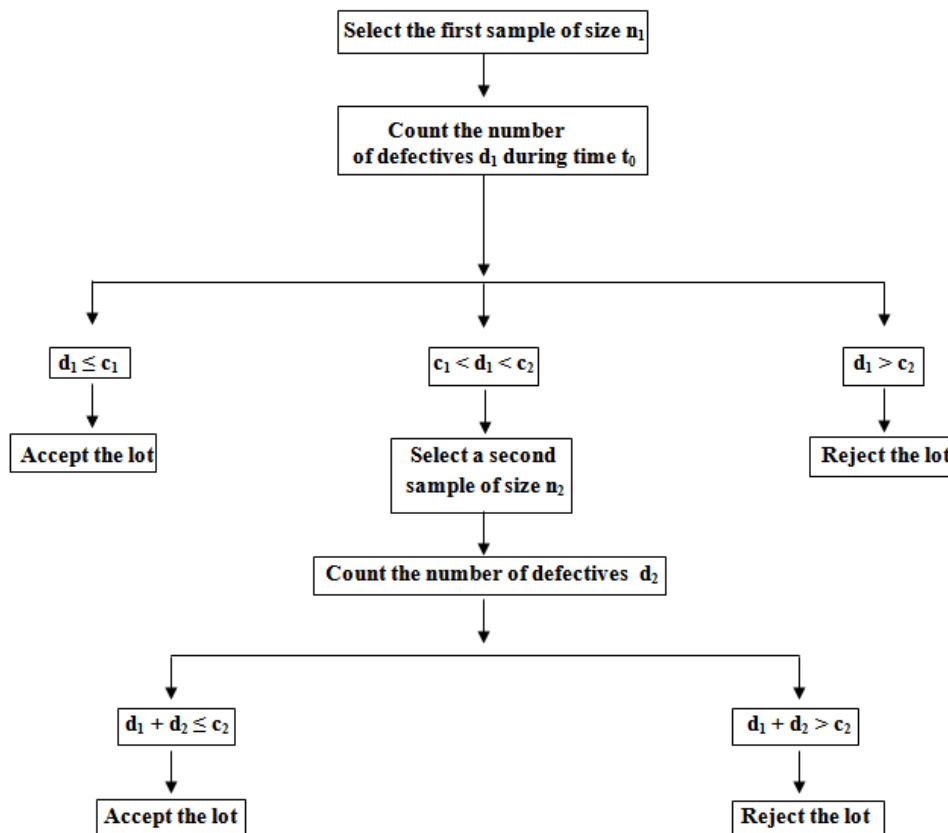 Select the first sample of size n₁
Count the number
of defectives d₁ during time t₀
d₁ ≤ c₁
c₁ < d₁ < c₂
d₁ > c₂
Accept the lot
Select a second
sample of size n₂
Reject the lot
Count the number of defectives d₂
d₁ + d₂ ≤ c₂
d₁ + d₂ > c₂
Accept the lot
Reject the lot